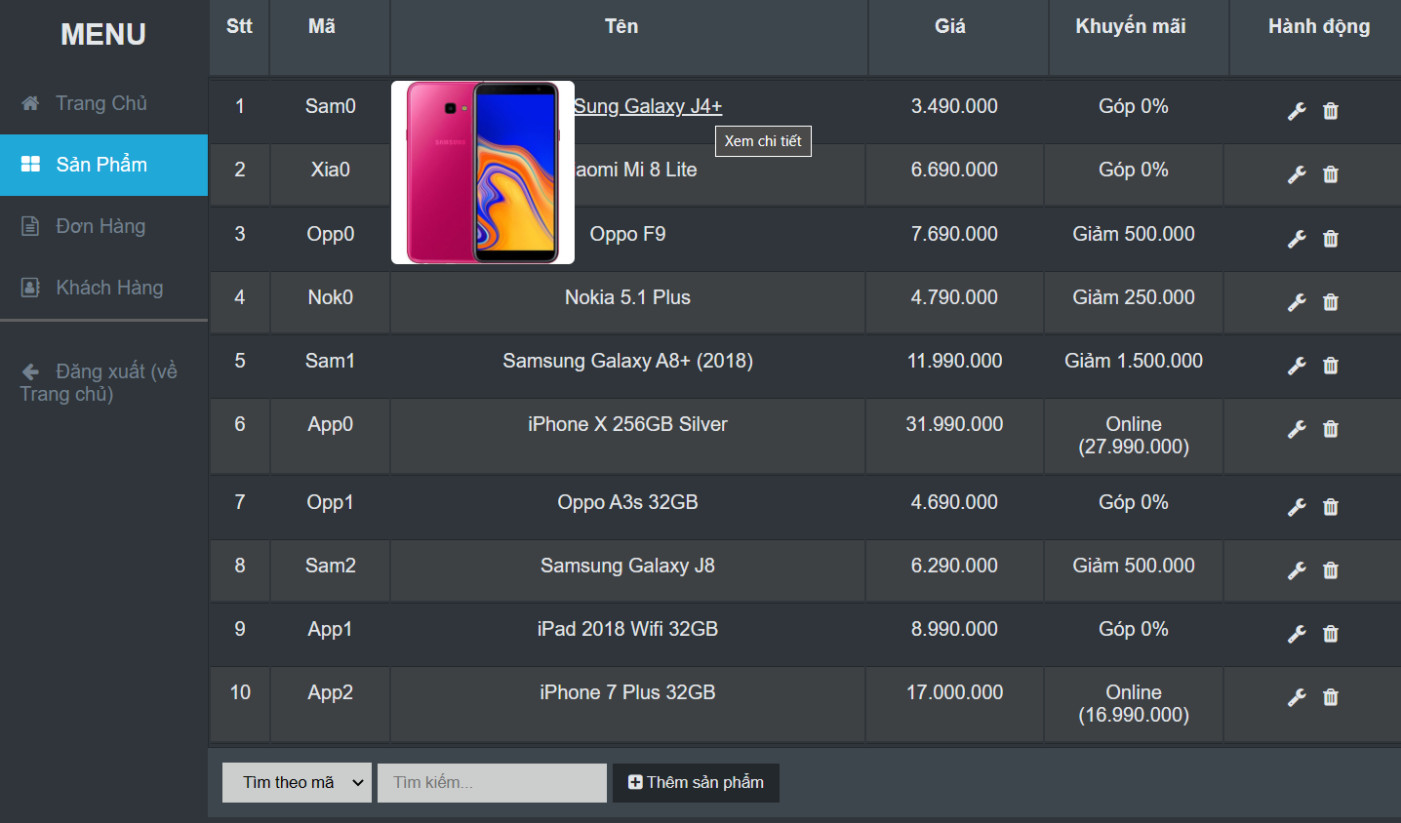 MENU
Trang Chủ
Sản Phẩm
Đơn Hàng
Khách Hàng
Đăng xuất (về
Trang chủ)
Stt Mã Tên Giá Khuyến mãi Hành động
1 Sam0 Sung Galaxy J4+ 3.490.000 Góp 0%
SAMSUNG
Xem chi tiết
2 Xia0 aomi Mi 8 Lite 6.690.000 Góp 0%
3 Opp0 Oppo F9 7.690.000 Giảm 500.000
4 Nok0 Nokia 5.1 Plus 4.790.000 Giảm 250.000
5 Sam1 Samsung Galaxy A8+ (2018) 11.990.000 Giảm 1.500.000
6 App0 iPhone X 256GB Silver 31.990.000 Online
(27.990.000)
7 Opp1 Oppo A3s 32GB 4.690.000 Góp 0%
8 Sam2 Samsung Galaxy J8 6.290.000 Giảm 500.000
9 App1 iPad 2018 Wifi 32GB 8.990.000 Góp 0%
10 App2 iPhone 7 Plus 32GB 17.000.000 Online
(16.990.000)
Tìm theo mã Tìm kiếm... Thêm sản phẩm